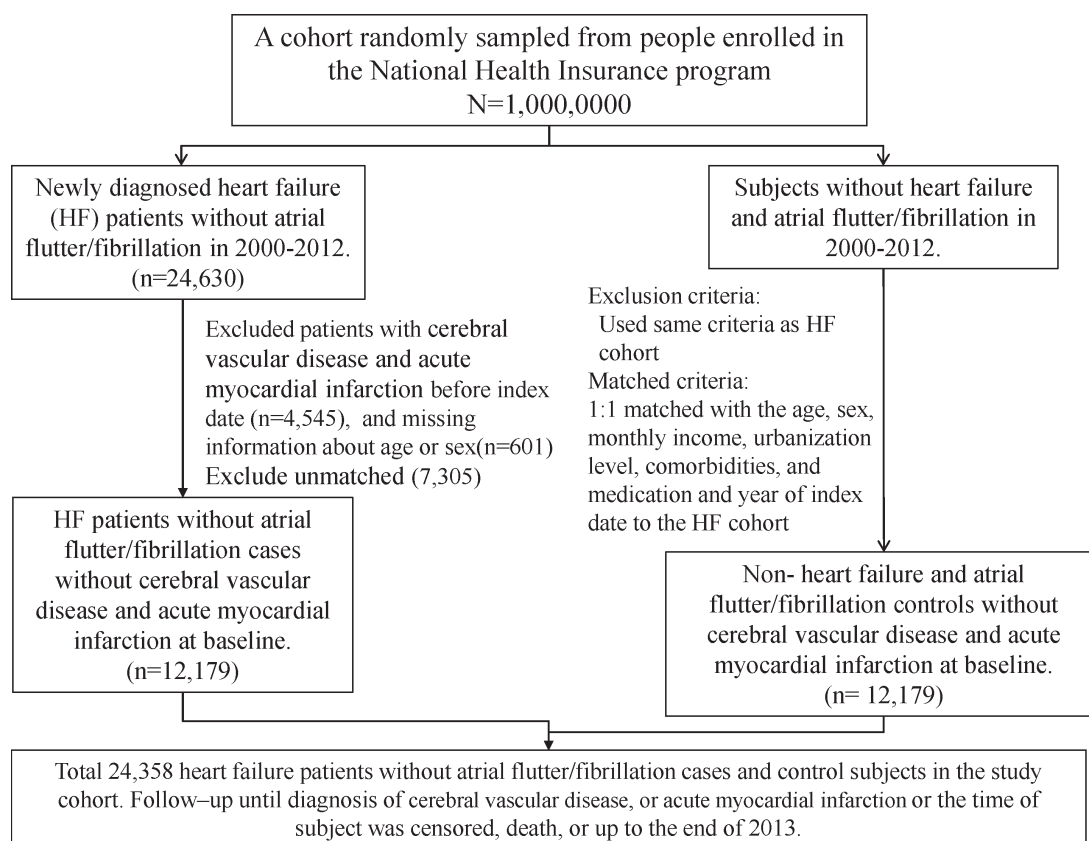 A cohort randomly sampled from people enrolled in
the National Health Insurance program
N=1,000,0000
Newly diagnosed heart failure
(HF) patients without atrial
flutter/fibrillation in 2000-2012.
(n=24,630)
Subjects without heart failure
and atrial flutter/fibrillation in
2000-2012.
Excluded patients with cerebral
vascular disease and acute
myocardial infarction before index
date (n=4,545),  and missing
information about age or sex(n=601)
Exclude unmatched (7,305)
Exclusion criteria:
Used same criteria as HF
cohort
Matched criteria:
1:1 matched with the age, sex,
monthly income, urbanization
level, comorbidities, and
medication and year of index
date to the HF cohort
HF patients without atrial
flutter/fibrillation cases
without cerebral vascular
disease and acute myocardial
infarction at baseline.
(n=12,179)
Non- heart failure and atrial
flutter/fibrillation controls without
cerebral vascular disease and acute
myocardial infarction at baseline.
(n= 12,179)
Total 24,358 heart failure patients without atrial flutter/fibrillation cases and control subjects in the study
cohort. Follow–up until diagnosis of cerebral vascular disease, or acute myocardial infarction or the time of
subject was censored, death, or up to the end of 2013.